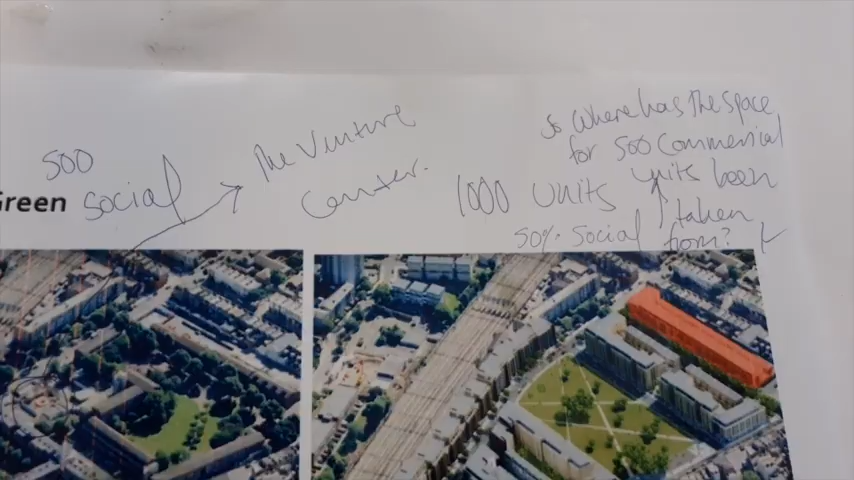 500
Green
social
The Venture
Center.
1000 units
50% Social
So where has the space
for 500 Commercial
units been
taken
from?